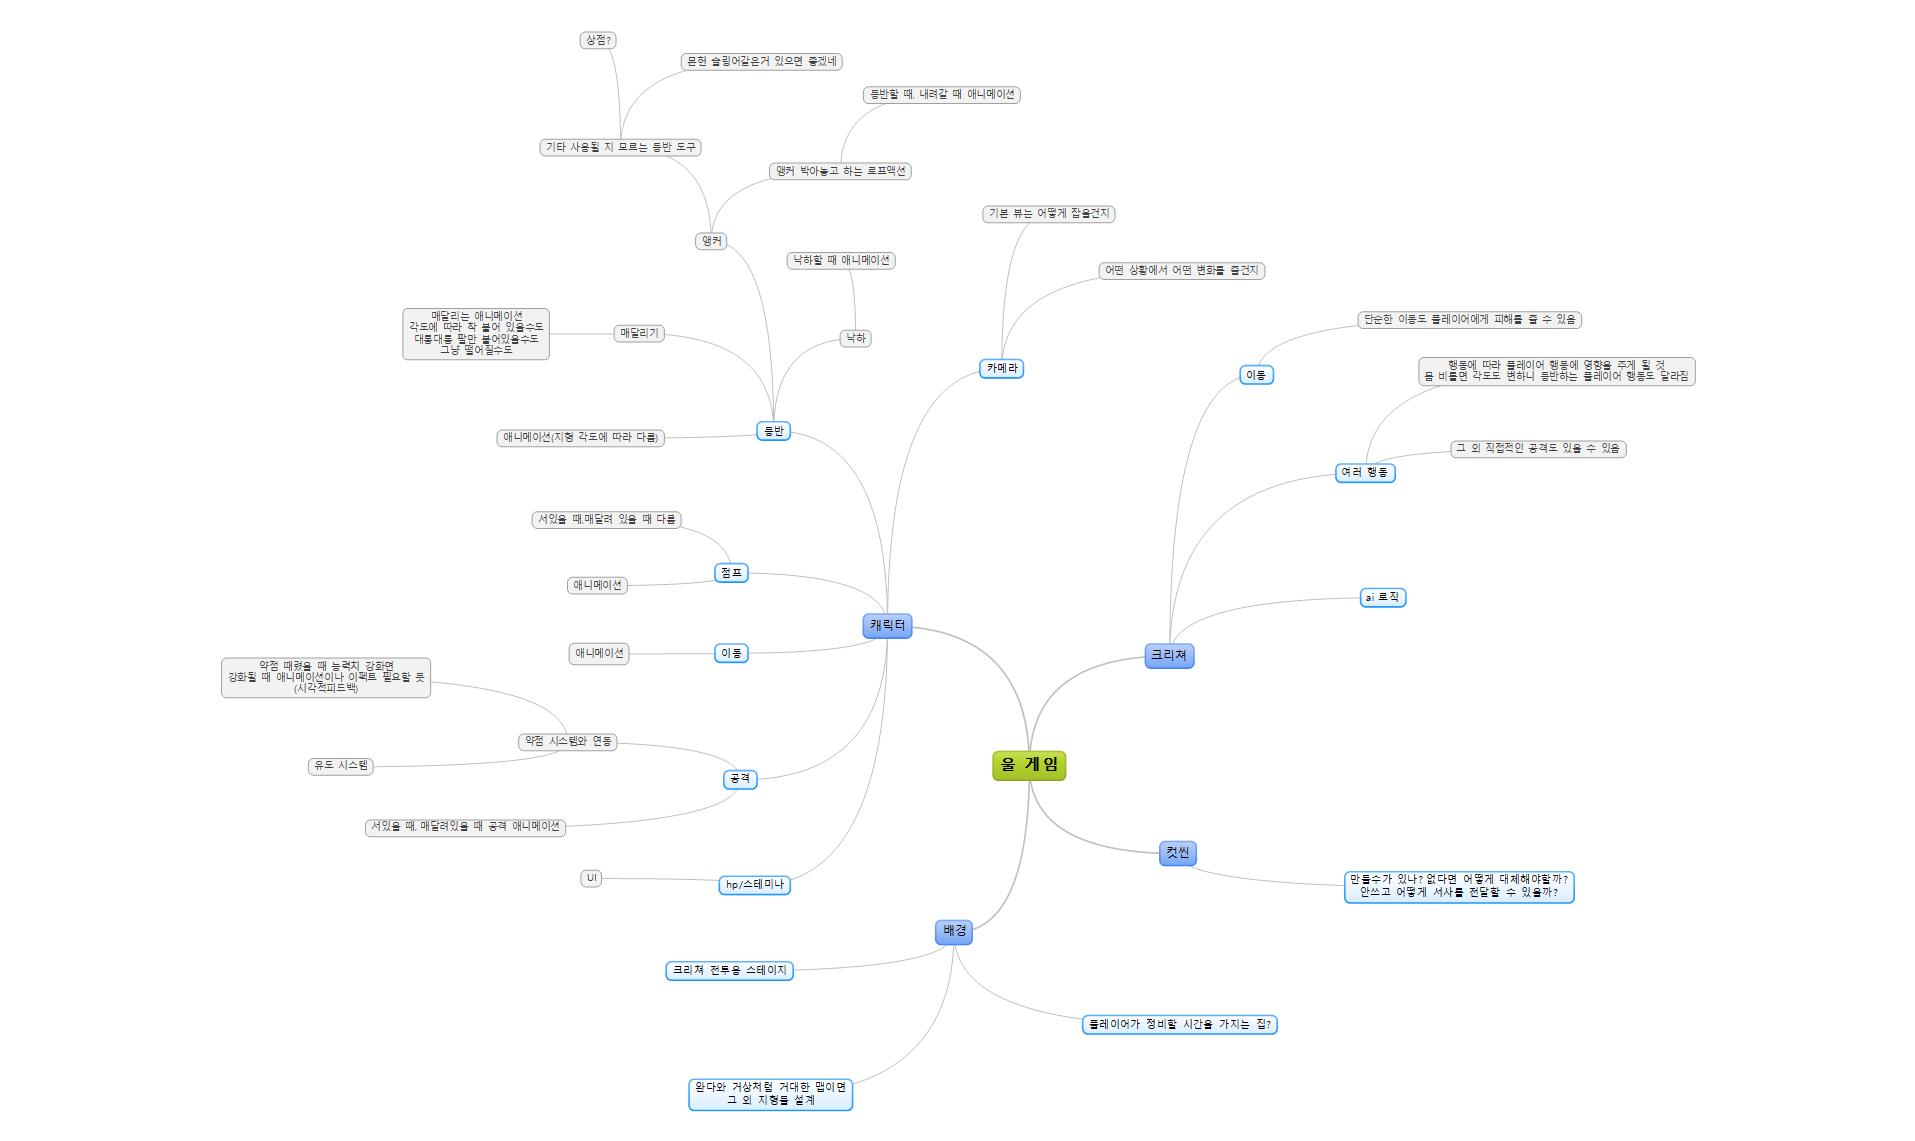 상점?
몬헌 슬링어같은거 있으면 좋겠네
등반할 때, 내려갈 때 애니메이션
기타 사용될 지 모르는 등반 도구
앵커 박아놓고 하는 로프액션
기본 뷰는 어떻게 잡을건지
앵커
낙하할 때 애니메이션
어떤 상황에서 어떤 변화를 줄건지
매달리는 애니메이션
각도에 따라 착 붙어 있을수도
대롱대롱 팔만 붙어있을수도
그냥 떨어질수도
매달리기
낙하
카메라
단순한 이동도 플레이어에게 피해를 줄 수 있음
이동
행동에 따라 플레이어 행동에 영향을 주게 될 것
몸 비틀면 각도도 변하니 등반하는 플레이어 행동도 달라짐
애니메이션(지형 각도에 따라 다름)
등반
그 외 직접적인 공격도 있을 수 있음
여러 행동
서있을 때,매달려 있을 때 다름
점프
애니메이션
ai 로직
캐릭터
애니메이션
이동
크리쳐
약점 때렸을 때 능력치 강화면
강화될 때 애니메이션이나 이펙트 필요할 듯
(시각적피드백)
약점 시스템와 연동
유도 시스템
공격
울 게임
서있을 때, 매달려있을 때 공격 애니메이션
컷씬
UI
hp/스테미나
만들수가 있나? 없다면 어떻게 대체해야할까?
안쓰고 어떻게 서사를 전달할 수 있을까?
배경
크리쳐 전투용 스테이지
플레이어가 정비할 시간을 가지는 집?
완다와 거상처럼 거대한 맵이면
그 외 지형들 설계